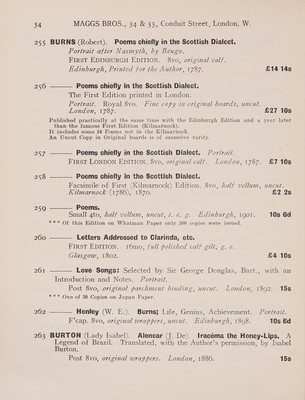 34 MAGGS BROS., 34 & 35, Conduit Street, London, W.
255 BURNS (Robert). Poems chiefly in the Scottish Dialect.
Portrait after Nasmyth, by Beugo.
FIRST EDINBURGH EDITION. 8vo, original calf.
Edinburgh, Printed for the Author, 1787. £14 14s
256 ——— Poems chiefly in the Scottish Dialect.
The First Edition printed in London.
Portrait. Royal 8vo. Fine copy in original boards, uncut.
London, 1787. £27 10s
Published practically at the same time with the Edinburgh Edition and a year later
than the famous First Edition (Kilmarnock).
It includes some 18 Poems not in the Kilmarnock.
An Uncut Copy in Original boards is of excessive rarity.
257 ——— Poems chiefly in the Scottish Dialect. Portrait.
FIRST LONDON EDITION. 8vo, original calf. London, 1787. £7 10s
258 ——— Poems chiefly in the Scottish Dialect.
Facsimile of First (Kilmarnock) Edition. 8vo, half vellum, uncut.
Kilmarnock (1786), 1870. £2 2s
259 ——— Poems.
Small 4to, half vellum, uncut, t. e. g. Edinburgh, 1901. 10s 6d
*** Of this Edition on Whatman Paper only 500 copies were issued.
260 ——— Letters Addressed to Clarinda, etc.
FIRST EDITION. 16mo, full polished calf gilt, g. e.
Glasgow, 1802. £4 10s
261 ——— Love Songs: Selected by Sir George Douglas, Bart., with an
Introduction and Notes. Portrait.
Post 8vo, original parchment binding, uncut. London, 1892. 15s
*** One of 30 Copies on Japan Paper.
262 ——— Henley (W. E.). Burns; Life, Genius, Achievement. Portrait.
F'cap. 8vo, original wrappers, uncut. Edinburgh, 1898. 10s 6d
263 BURTON (Lady Isabel). Alencar (J. De). Iracéma the Honey-Lips. A
Legend of Brazil. Translated, with the Author's permission, by Isabel
Burton.
Post 8vo, original wrappers. London, 1886. 15s